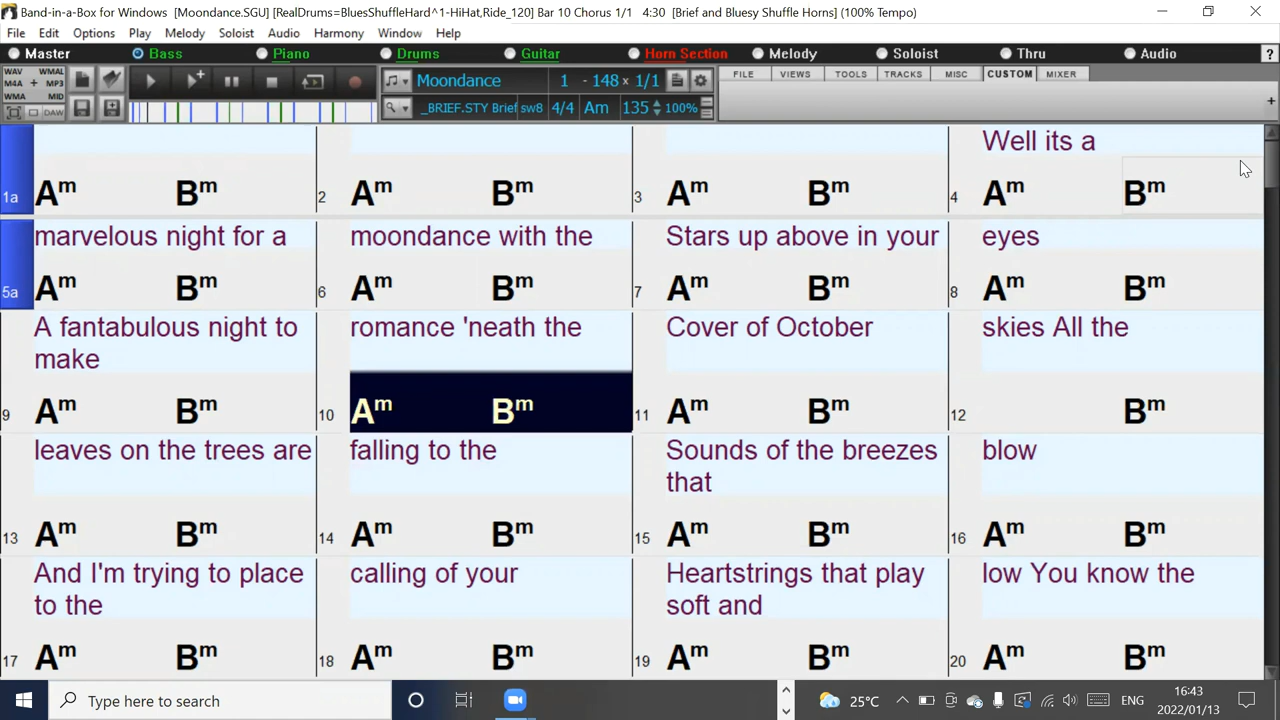 Band-in-a-Box for Windows [Moondance.SGU] [RealDrums=BluesShuffleHard^1-HiHat,Ride_120] Bar 10 Chorus 1/1 4:30 [Brief and Bluesy Shuffle Horns] (100% Tempo)
File Edit Options Play Melody Soloist Audio Harmony Window Help
Master Bass Piano Drums Guitar Horn Section Melody Soloist Thru Audio ?
WAV WMAL
M4A + MP3
WMA MID
DAW
Moondance 1 - 148 x 1/1
_BRIEF.STY Brief sw8 4/4 Am 135 100%
FILE VIEWS TOOLS TRACKS MISC CUSTOM MIXER
+
Well its a
1a Am Bm 2 Am Bm 3 Am Bm 4 Am Bm
marvelous night for a moondance with the Stars up above in your eyes
5a Am Bm 6 Am Bm 7 Am Bm 8 Am Bm
A fantabulous night to romance 'neath the Cover of October skies All the
make
9 Am Bm 10 Am Bm 11 Am Bm 12 Bm
leaves on the trees are falling to the Sounds of the breezes blow
that
13 Am Bm 14 Am Bm 15 Am Bm 16 Am Bm
And I'm trying to place calling of your Heartstrings that play low You know the
to the soft and
17 Am Bm 18 Am Bm 19 Am Bm 20 Am Bm
Type here to search 25°C ENG 16:43
2022/01/13